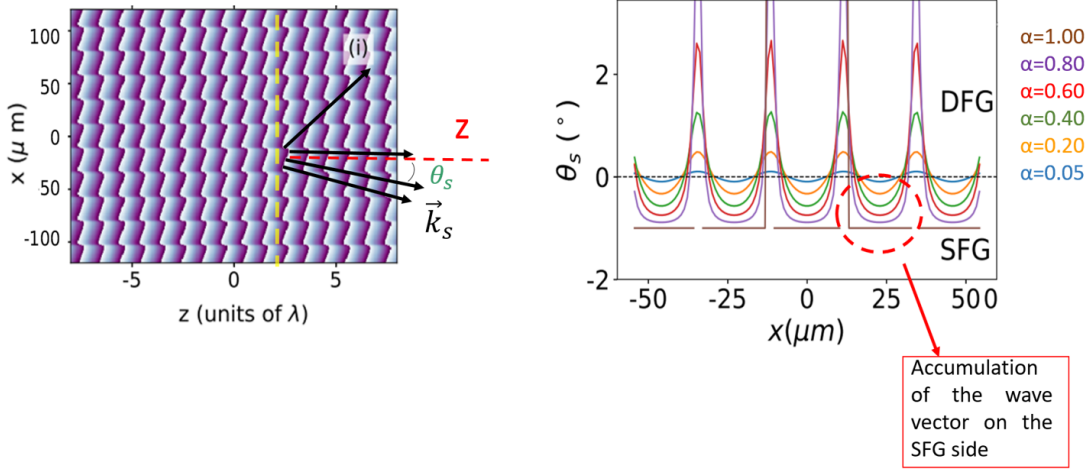 100
50
0
-50
-100
x (μ m)
-5
0
5
z (units of λ)
(i)
z
θs
k⃗s
2
0
-2
θs (°)
DFG
SFG
-50
-25
0
25
500
x(μm)
α=1.00
α=0.80
α=0.60
α=0.40
α=0.20
α=0.05
Accumulation
of the wave
vector on the
SFG side